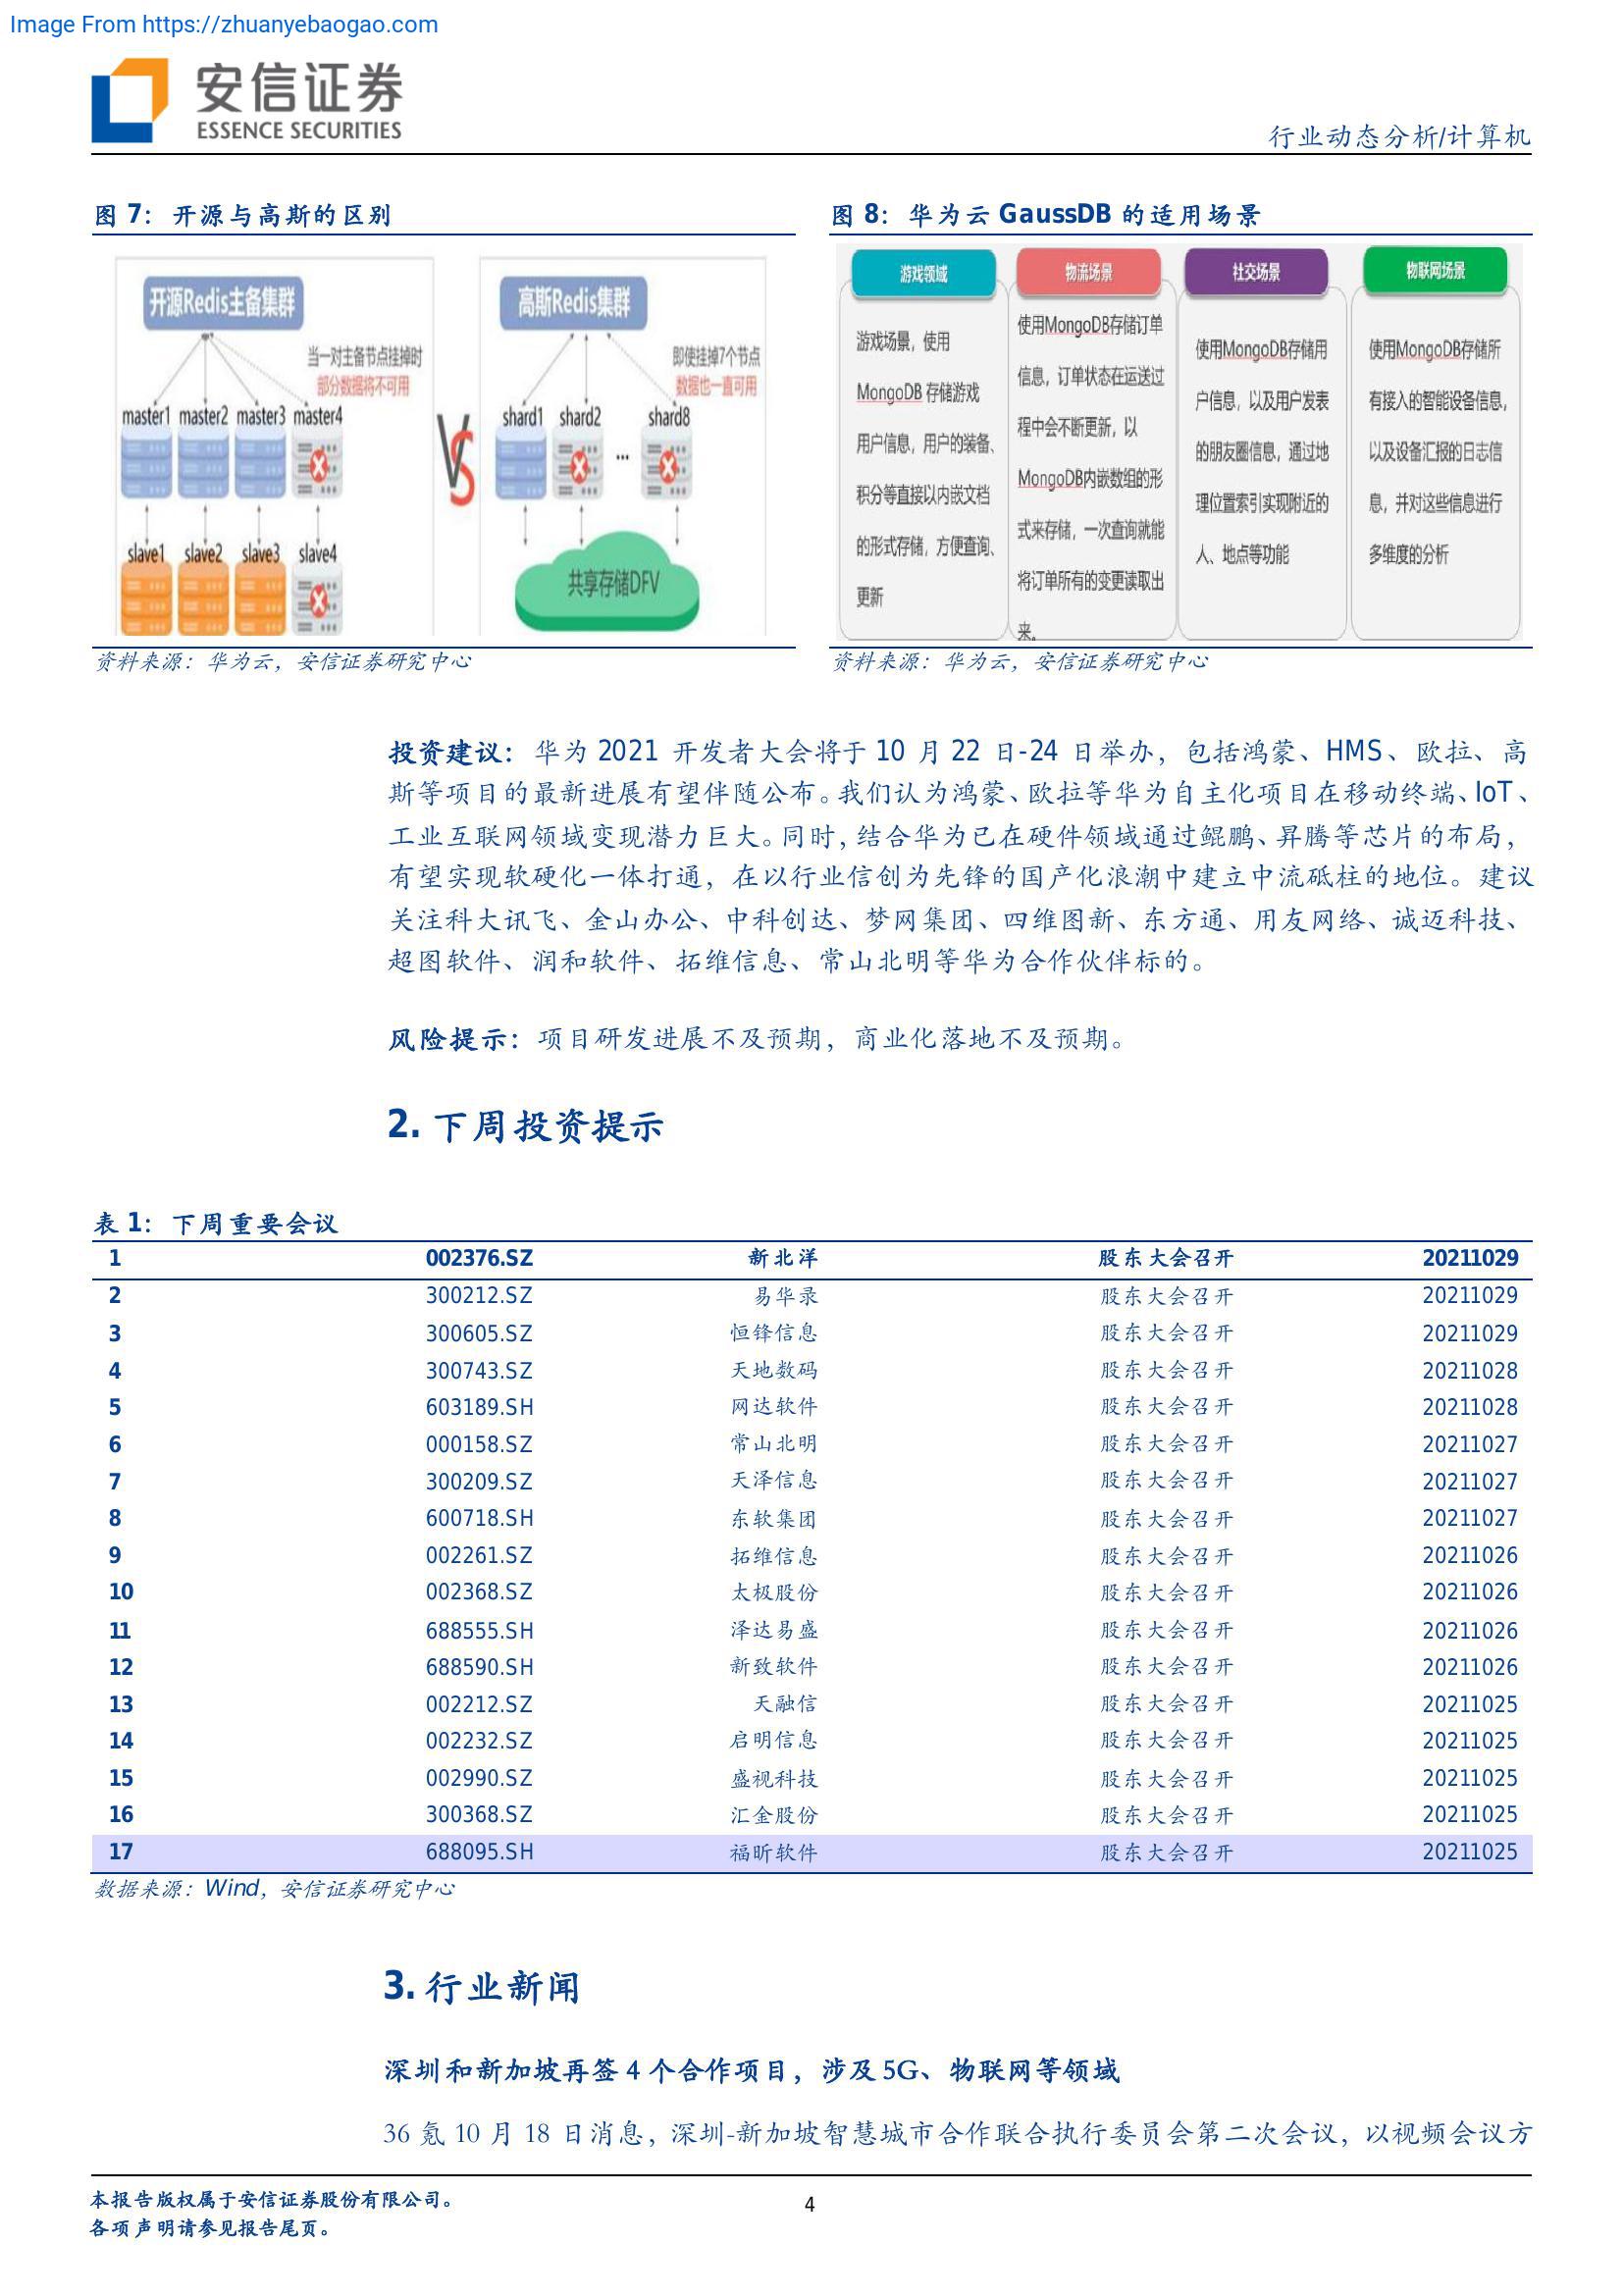 Image From https://zhuanyebaogao.com
安信证券
ESSENCE SECURITIES
行业动态分析/计算机
图 7：开源与高斯的区别
开源Redis主备集群
当一对主备节点挂掉时
部分数据将不可用
master1 master2 master3 master4
slave1 slave2 slave3 slave4
VS
高斯Redis集群
即使挂掉7个节点
数据也一直可用
shard1 shard2 ... shard8
共享存储DFV
资料来源：华为云，安信证券研究中心
图 8：华为云 GaussDB 的适用场景
游戏领域
游戏场景，使用
MongoDB 存储游戏
用户信息，用户的装备、
积分等直接以内嵌文档
的形式存储，方便查询、
更新
物流场景
使用MongoDB存储订单
信息，订单状态在运送过
程中会不断更新，以
MongoDB内嵌数组的形
式来存储，一次查询就能
将订单所有的变更读取出
来。
社交场景
使用MongoDB存储用
户信息，以及用户发表
的朋友圈信息，通过地
理位置索引实现附近的
人、地点等功能
物联网场景
使用MongoDB存储所
有接入的智能设备信息，
以及设备汇报的日志信
息，并对这些信息进行
多维度的分析
资料来源：华为云，安信证券研究中心
投资建议：华为 2021 开发者大会将于 10 月 22 日-24 日举办，包括鸿蒙、HMS、欧拉、高
斯等项目的最新进展有望伴随公布。我们认为鸿蒙、欧拉等华为自主化项目在移动终端、IoT、
工业互联网领域变现潜力巨大。同时，结合华为已在硬件领域通过鲲鹏、昇腾等芯片的布局，
有望实现软硬化一体打通，在以行业信创为先锋的国产化浪潮中建立中流砥柱的地位。建议
关注科大讯飞、金山办公、中科创达、梦网集团、四维图新、东方通、用友网络、诚迈科技、
超图软件、润和软件、拓维信息、常山北明等华为合作伙伴标的。
风险提示：项目研发进展不及预期，商业化落地不及预期。
2. 下周投资提示
表 1：下周重要会议
1 002376.SZ 新北洋 股东大会召开 20211029
2 300212.SZ 易华录 股东大会召开 20211029
3 300605.SZ 恒锋信息 股东大会召开 20211029
4 300743.SZ 天地数码 股东大会召开 20211028
5 603189.SH 网达软件 股东大会召开 20211028
6 000158.SZ 常山北明 股东大会召开 20211027
7 300209.SZ 天泽信息 股东大会召开 20211027
8 600718.SH 东软集团 股东大会召开 20211027
9 002261.SZ 拓维信息 股东大会召开 20211026
10 002368.SZ 太极股份 股东大会召开 20211026
11 688555.SH 泽达易盛 股东大会召开 20211026
12 688590.SH 新致软件 股东大会召开 20211026
13 002212.SZ 天融信 股东大会召开 20211025
14 002232.SZ 启明信息 股东大会召开 20211025
15 002990.SZ 盛视科技 股东大会召开 20211025
16 300368.SZ 汇金股份 股东大会召开 20211025
17 688095.SH 福昕软件 股东大会召开 20211025
数据来源：Wind，安信证券研究中心
3. 行业新闻
深圳和新加坡再签 4 个合作项目，涉及 5G、物联网等领域
36 氪 10 月 18 日消息，深圳-新加坡智慧城市合作联合执行委员会第二次会议，以视频会议方
本报告版权属于安信证券股份有限公司。
各项声明请参见报告尾页。
4